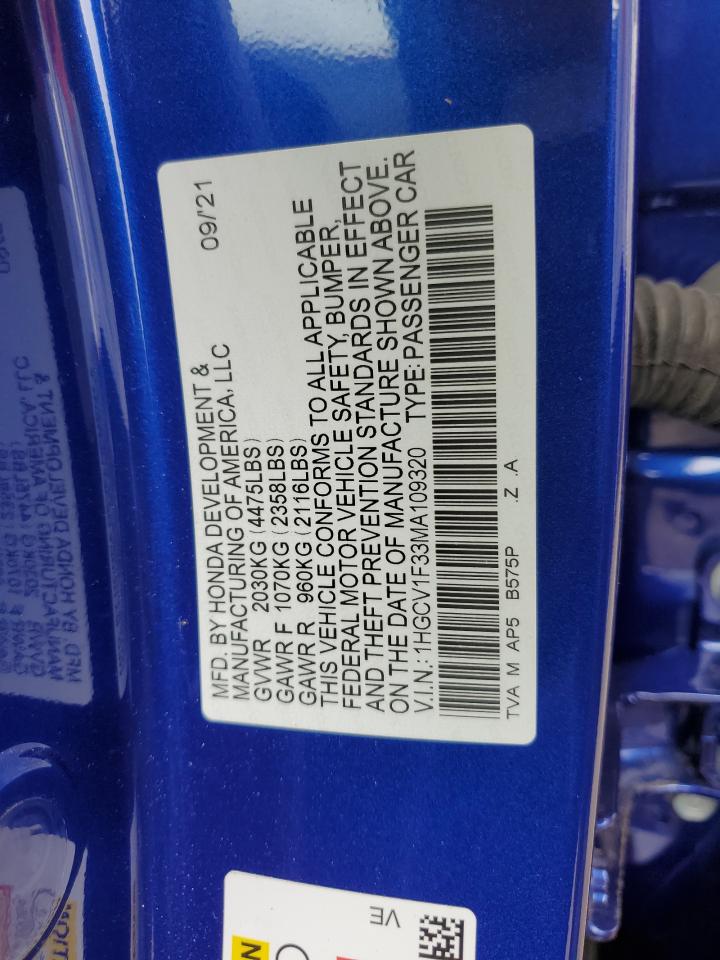 MFD. BY HONDA DEVELOPMENT & 09/'21
MANUFACTURING OF AMERICA, LLC
GVWR 2030KG (4475LBS)
GAWR F 1070KG (2358LBS)
GAWR R 960KG (2116LBS)
THIS VEHICLE CONFORMS TO ALL APPLICABLE
FEDERAL MOTOR VEHICLE SAFETY, BUMPER,
AND THEFT PREVENTION STANDARDS IN EFFECT
ON THE DATE OF MANUFACTURE SHOWN ABOVE.
V.I.N.: 1HGCV1F33MA109320 TYPE: PASSENGER CAR
TVA M AP5 B575P .Z .A
VE